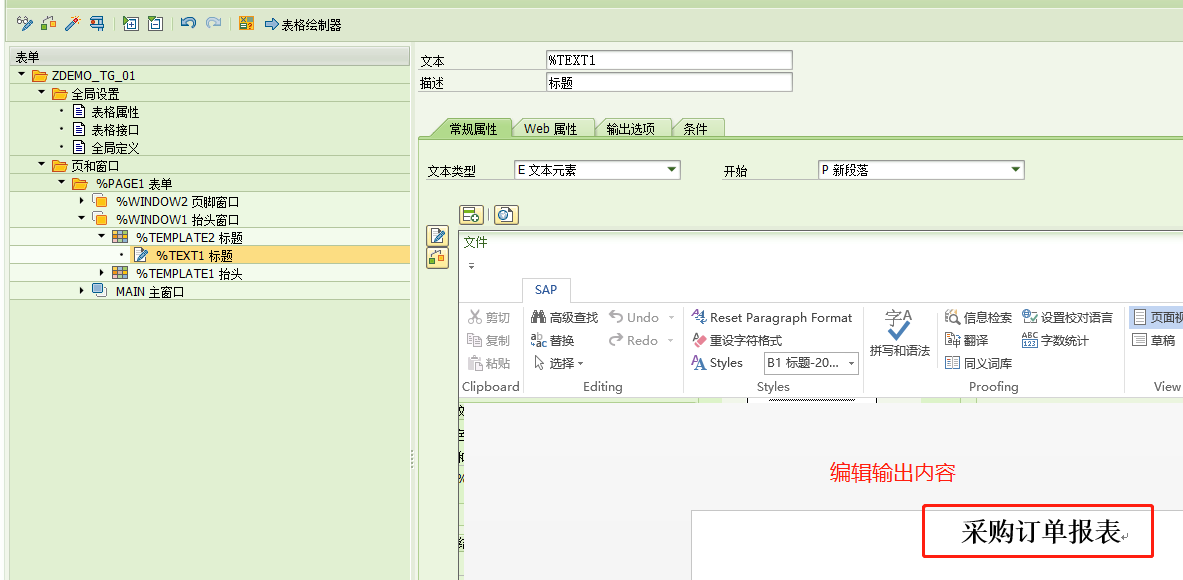 表格绘制器
表单
ZDEMO_TG_01
全局设置
表格属性
表格接口
全局定义
页和窗口
%PAGE1 表单
%WINDOW2 页脚窗口
%WINDOW1 抬头窗口
%TEMPLATE2 标题
%TEXT1 标题
%TEMPLATE1 抬头
MAIN 主窗口
文本 %TEXT1
描述 标题
常规属性 Web 属性 输出选项 条件
文本类型 E 文本元素 开始 P 新段落
文件
SAP
剪切 高级查找 Undo Reset Paragraph Format 字A 信息检索 设置校对语言 页面视
复制 替换 Redo 重设字符格式 拼写和语法 翻译 ABC 123 字数统计 草稿
粘贴 选择 Styles B1 标题-20... 同义词库
Clipboard Editing Styles Proofing View
编辑输出内容
采购订单报表